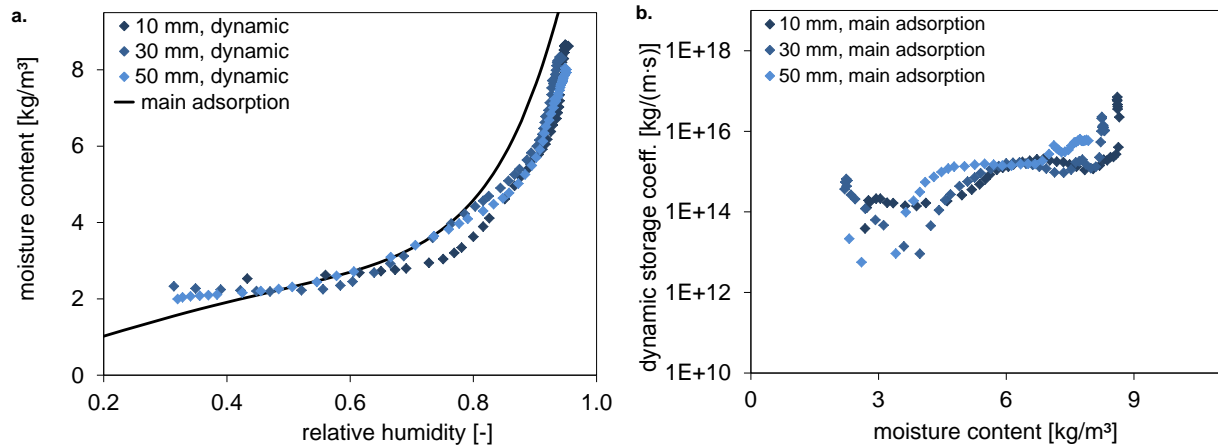 a.
10 mm, dynamic
30 mm, dynamic
50 mm, dynamic
main adsorption
moisture content [kg/m³]
8
6
4
2
0
0.2
0.4
0.6
0.8
1.0
relative humidity [-]
b.
10 mm, main adsorption
30 mm, main adsorption
50 mm, main adsorption
dynamic storage coeff. [kg/(m·s)]
1E+18
1E+16
1E+14
1E+12
1E+10
0
3
6
9
moisture content [kg/m³]